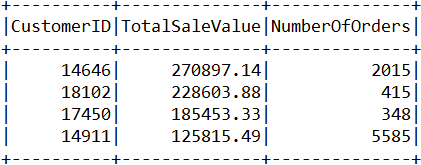 +----------+--------------+--------------+
|CustomerID|TotalSaleValue|NumberOfOrders|
+----------+--------------+--------------+
|     14646|     270897.14|          2015|
|     18102|     228603.88|           415|
|     17450|     185453.33|           348|
|     14911|     125815.49|          5585|
+----------+--------------+--------------+